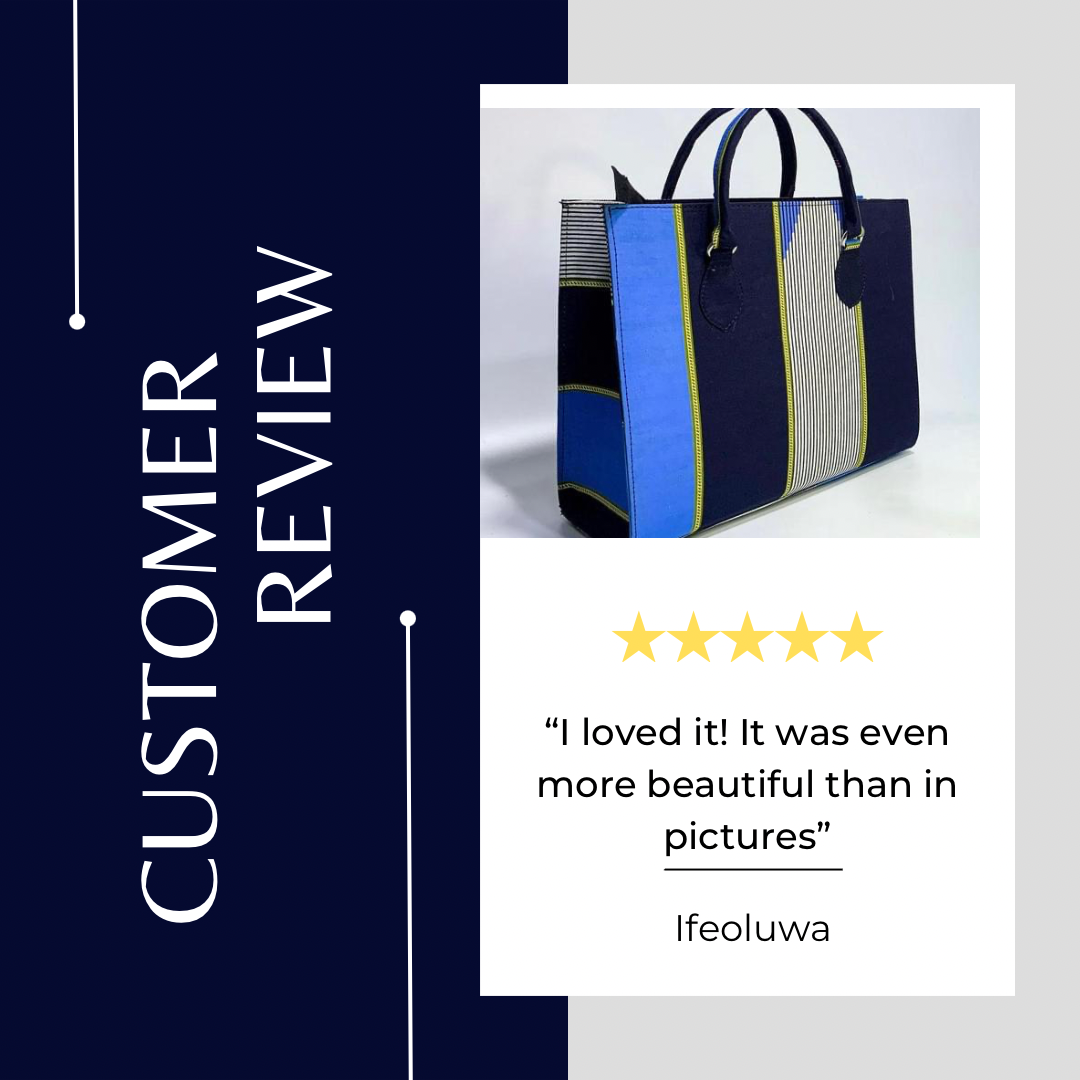 CUSTOMER
REVIEW
“I loved it! It was even
more beautiful than in
pictures”
Ifeoluwa